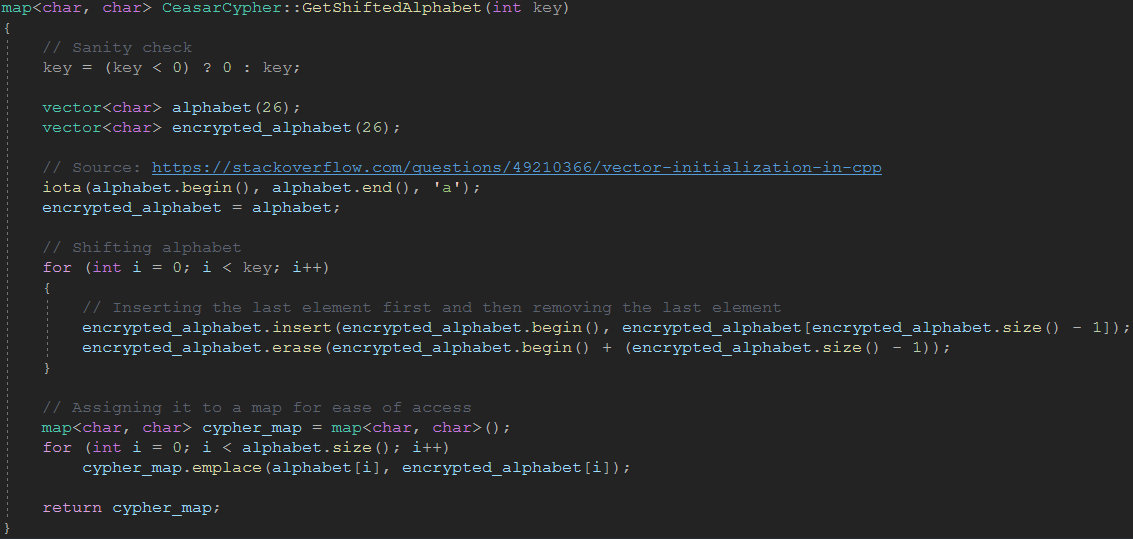 map<char, char> CeasarCypher::GetShiftedAlphabet(int key)
{
    // Sanity check
    key = (key < 0) ? 0 : key;

    vector<char> alphabet(26);
    vector<char> encrypted_alphabet(26);

    // Source: https://stackoverflow.com/questions/49210366/vector-initialization-in-cpp
    iota(alphabet.begin(), alphabet.end(), 'a');
    encrypted_alphabet = alphabet;

    // Shifting alphabet
    for (int i = 0; i < key; i++)
    {
        // Inserting the last element first and then removing the last element
        encrypted_alphabet.insert(encrypted_alphabet.begin(), encrypted_alphabet[encrypted_alphabet.size() - 1]);
        encrypted_alphabet.erase(encrypted_alphabet.begin() + (encrypted_alphabet.size() - 1));
    }

    // Assigning it to a map for ease of access
    map<char, char> cypher_map = map<char, char>();
    for (int i = 0; i < alphabet.size(); i++)
        cypher_map.emplace(alphabet[i], encrypted_alphabet[i]);

    return cypher_map;
}